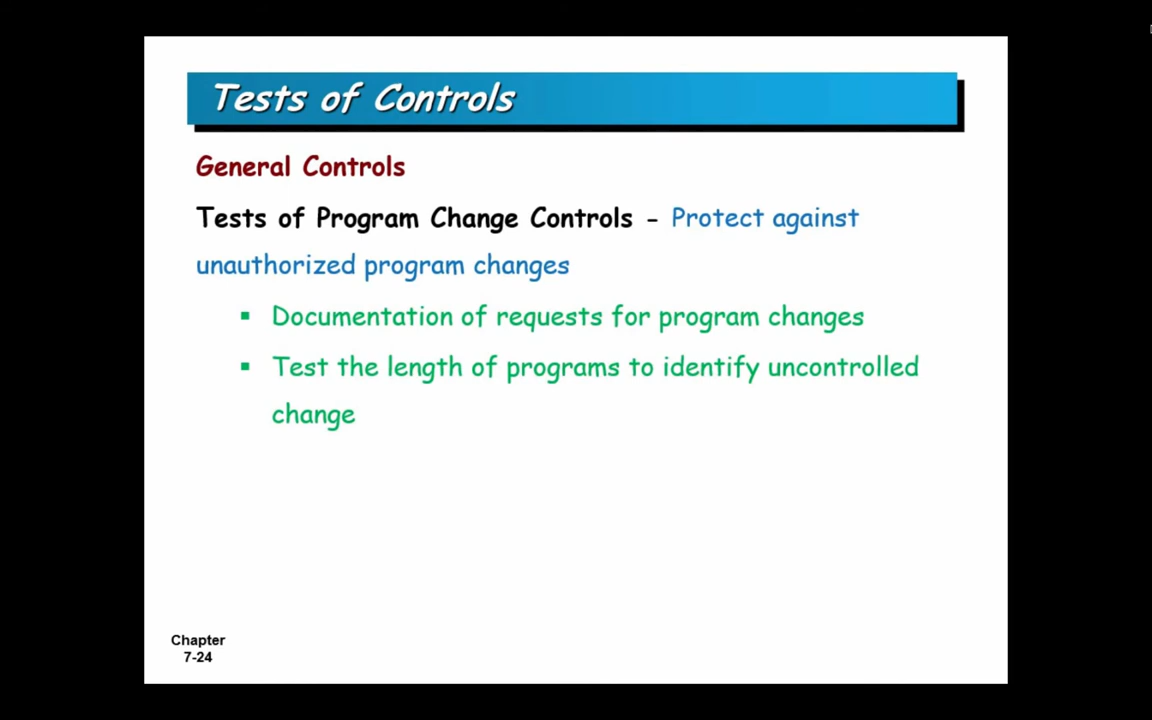 Tests of Controls
General Controls
Tests of Program Change Controls – Protect against
unauthorized program changes
▪ Documentation of requests for program changes
▪ Test the length of programs to identify uncontrolled
change
Chapter
7-24